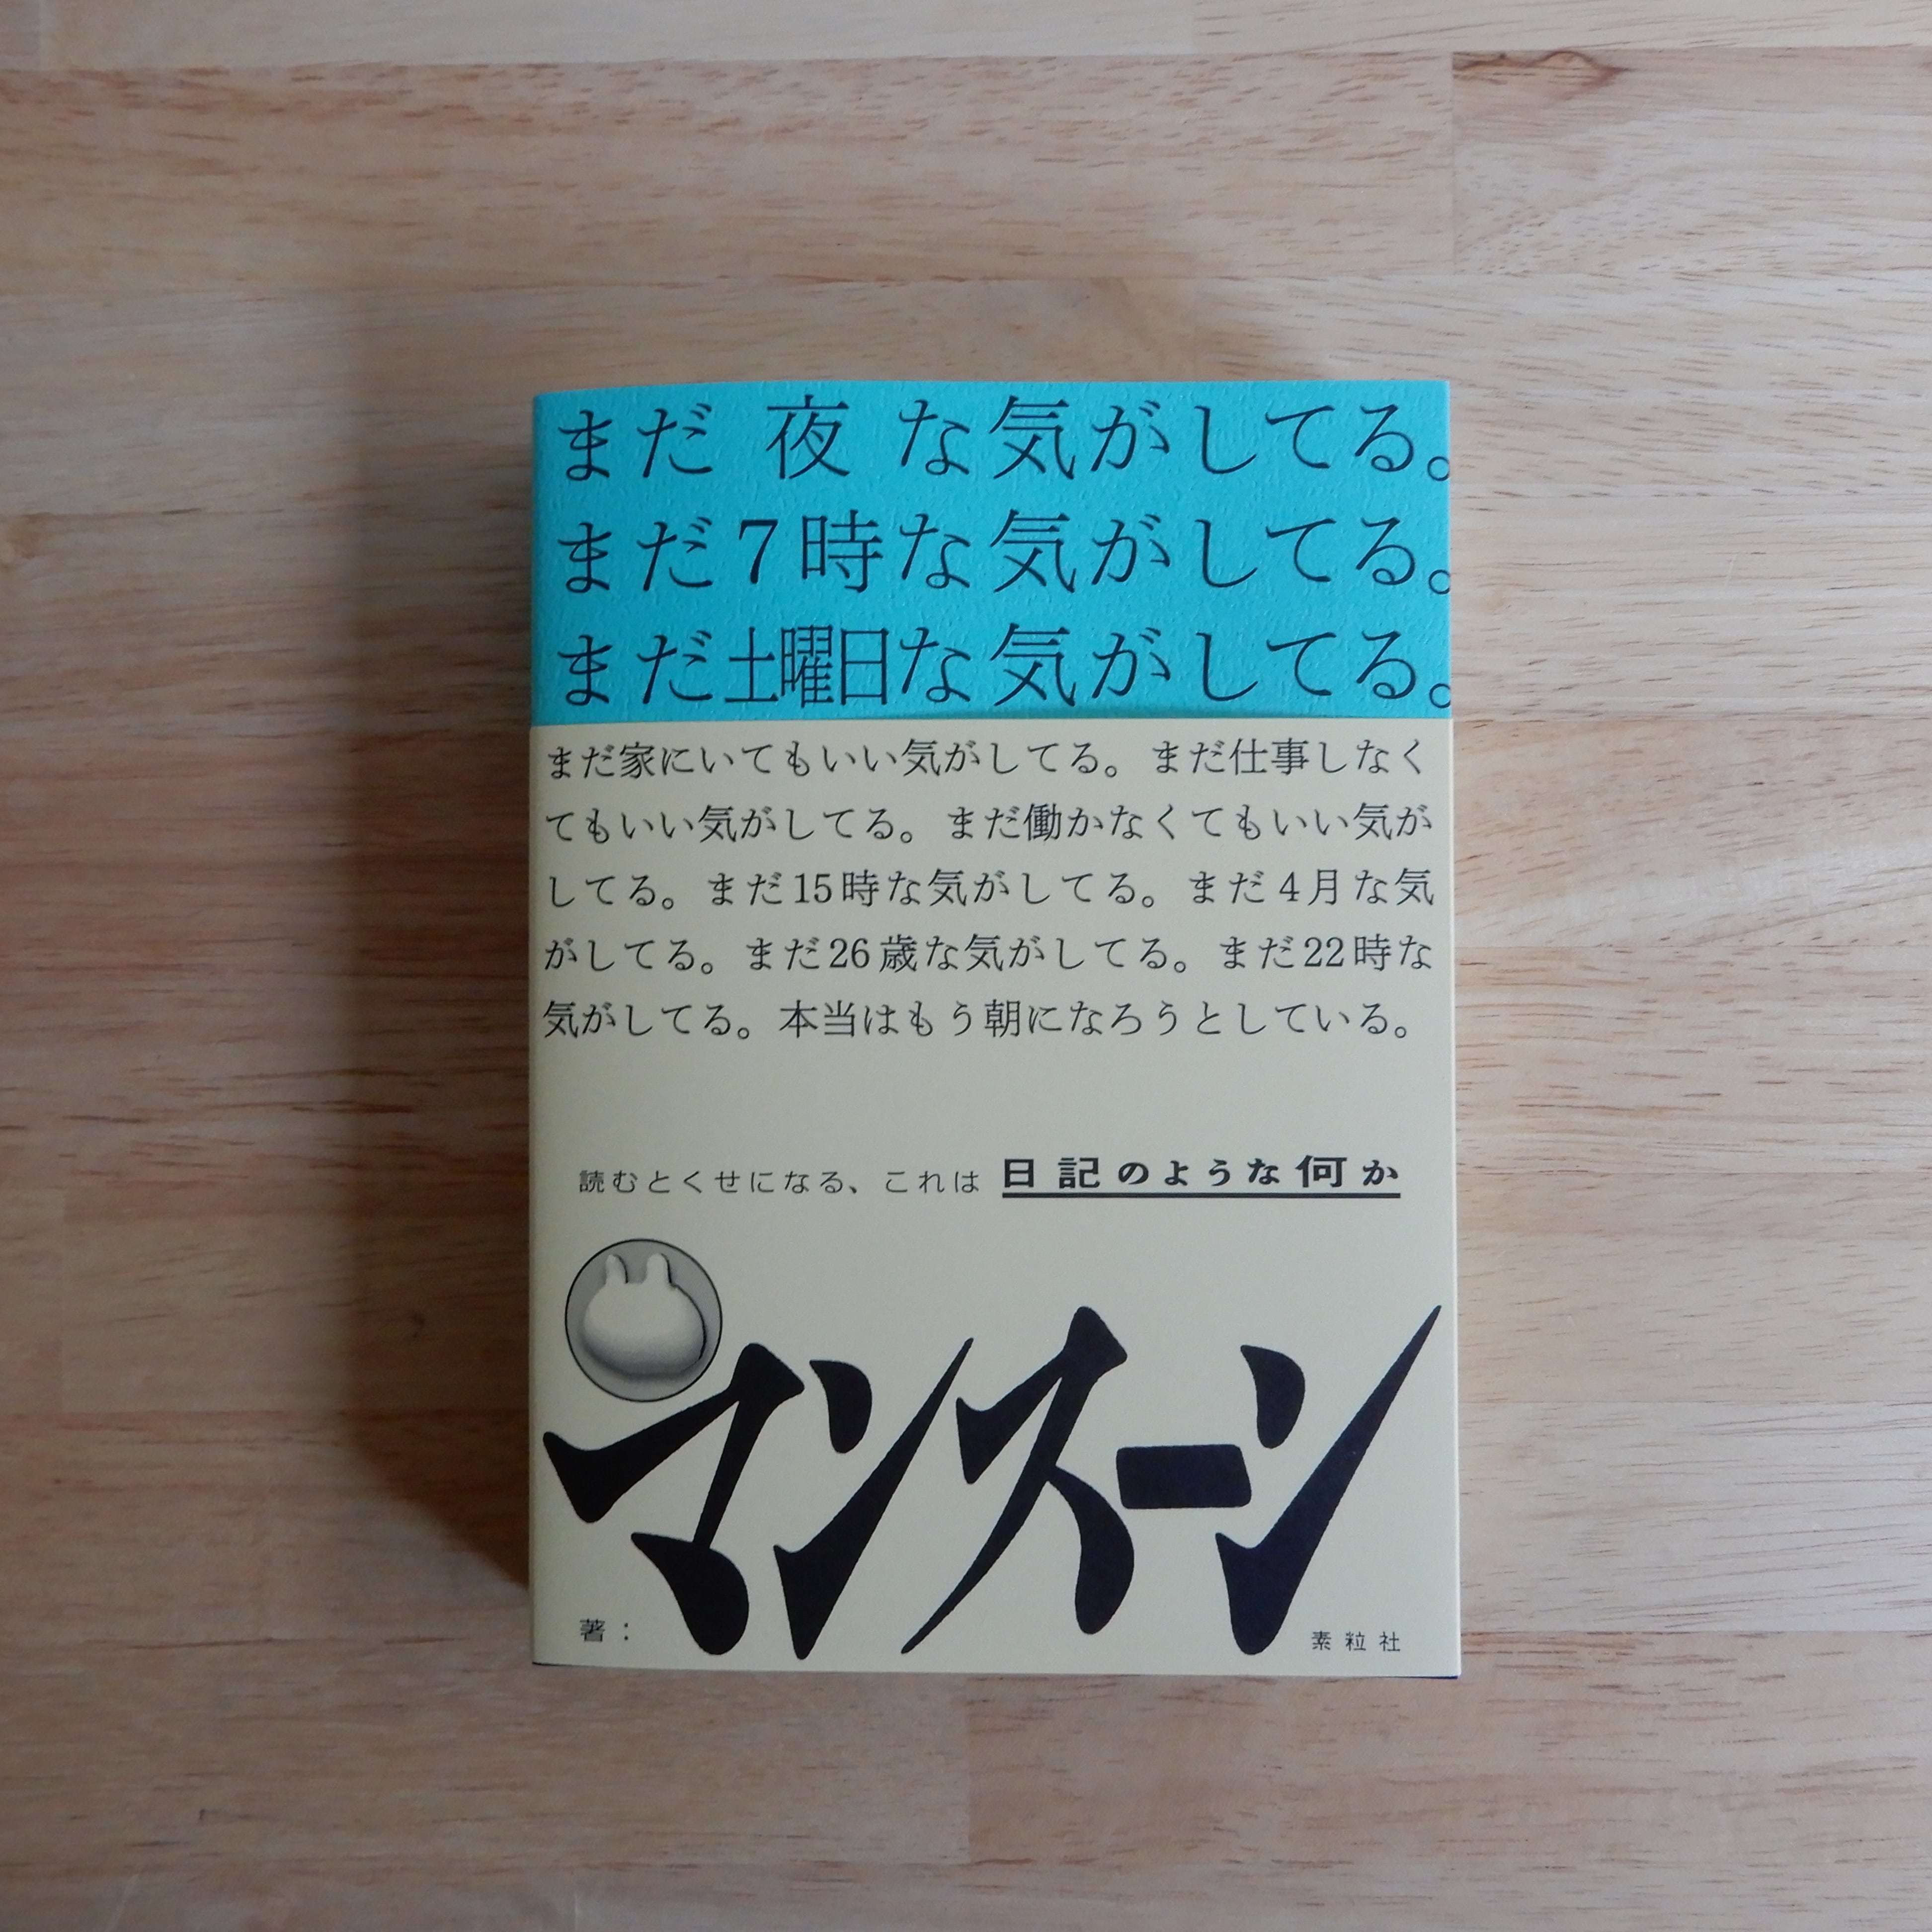 まだ 夜 な気がしてる。
まだ7時な気がしてる。
まだ土曜日な気がしてる。
まだ家にいてもいい気がしてる。まだ仕事しなく
てもいい気がしてる。まだ働かなくてもいい気が
してる。まだ15時な気がしてる。まだ4月な気
がしてる。まだ26歳な気がしてる。まだ22時な
気がしてる。本当はもう朝になろうとしている。
読むとくせになる、これは 日記のような何か
マンスーン
著：
素粒社